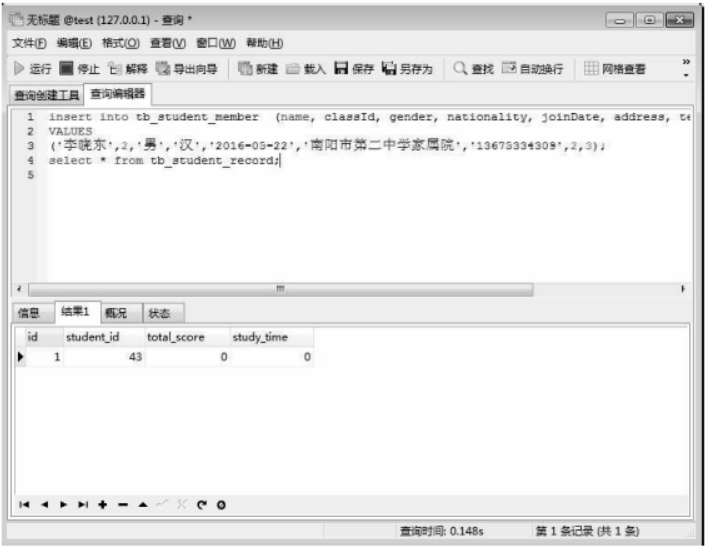 无标题 @test (127.0.0.1) - 查询 *
文件(F) 编辑(E) 格式(O) 查看(V) 窗口(W) 帮助(H)
运行 停止 解释 导出向导 新建 载入 保存 另存为 查找 自动换行 网格查看 »
查询创建工具 查询编辑器
1 insert into tb_student_member (name, classId, gender, nationality, joinDate, address, te
2 VALUES
3 ('李晓东',2,'男','汉','2016-05-22','南阳市第二中学家属院','13675334309',2,3);
4 select * from tb_student_record;
5
信息 结果1 概况 状态
id student_id total_score study_time
1 43 0 0
查询时间: 0.148s 第 1 条记录 (共 1 条)